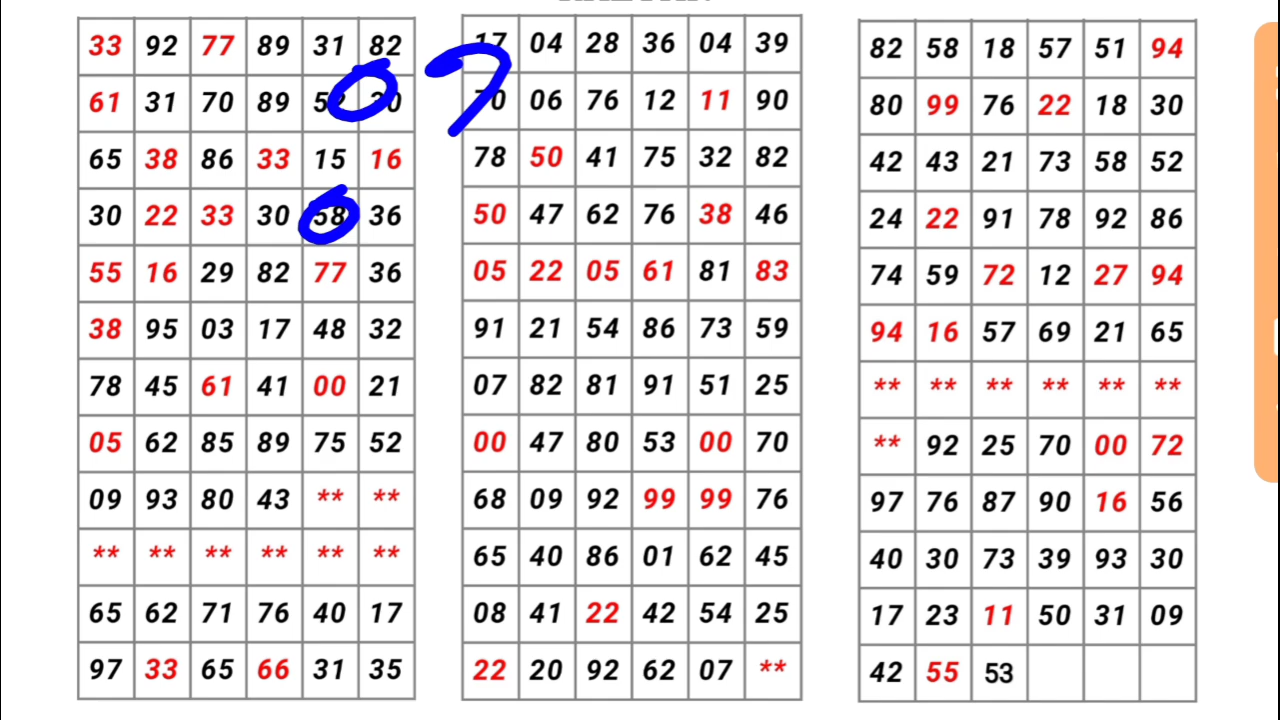 33 92 77 89 31 82
61 31 70 89 52 30
65 38 86 33 15 16
30 22 33 30 58 36
55 16 29 82 77 36
38 95 03 17 48 32
78 45 61 41 00 21
05 62 85 89 75 52
09 93 80 43 ** **
** ** ** ** ** **
65 62 71 76 40 17
97 33 65 66 31 35
17 04 28 36 04 39
70 06 76 12 11 90
78 50 41 75 32 82
50 47 62 76 38 46
05 22 05 61 81 83
91 21 54 86 73 59
07 82 81 91 51 25
00 47 80 53 00 70
68 09 92 99 99 76
65 40 86 01 62 45
08 41 22 42 54 25
22 20 92 62 07 **
82 58 18 57 51 94
80 99 76 22 18 30
42 43 21 73 58 52
24 22 91 78 92 86
74 59 72 12 27 94
94 16 57 69 21 65
** ** ** ** ** **
** 92 25 70 00 72
97 76 87 90 16 56
40 30 73 39 93 30
17 23 11 50 31 09
42 55 53